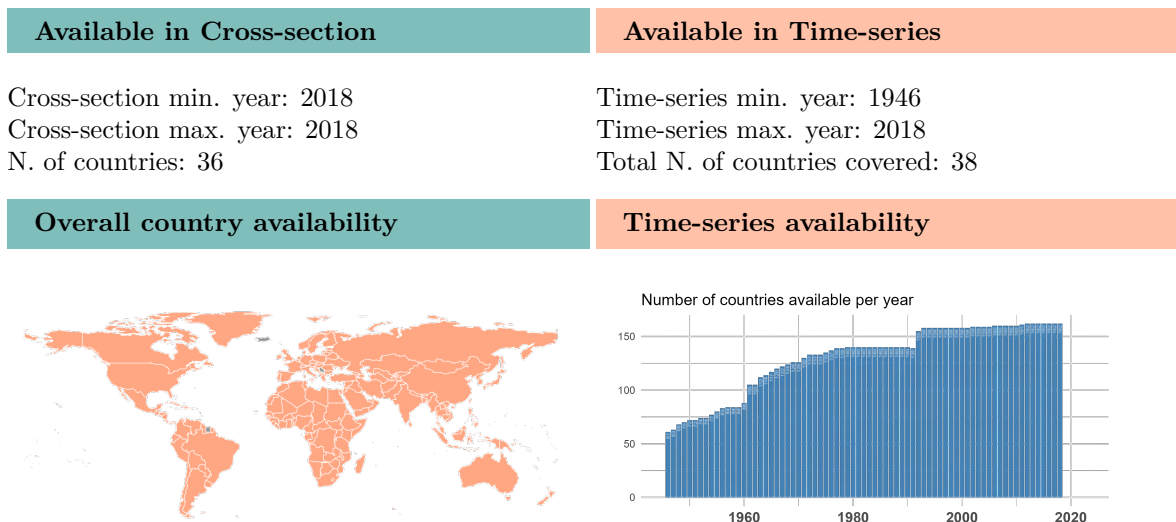 Available in Cross-section
Available in Time-series
Cross-section min. year: 2018
Cross-section max. year: 2018
N. of countries: 36
Time-series min. year: 1946
Time-series max. year: 2018
Total N. of countries covered: 38
Overall country availability
Time-series availability
Number of countries available per year
150
100
50
0
1960 1980 2000 2020